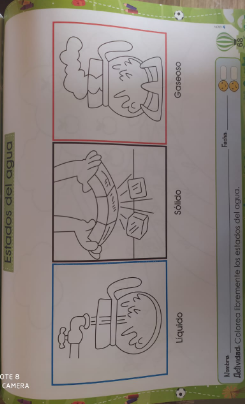 Nombre
Fecha
Actividad: Colorea libremente los estados del agua.
Estados del agua
Líquido
Sólido
Gaseoso
OTE 8
CAMERA